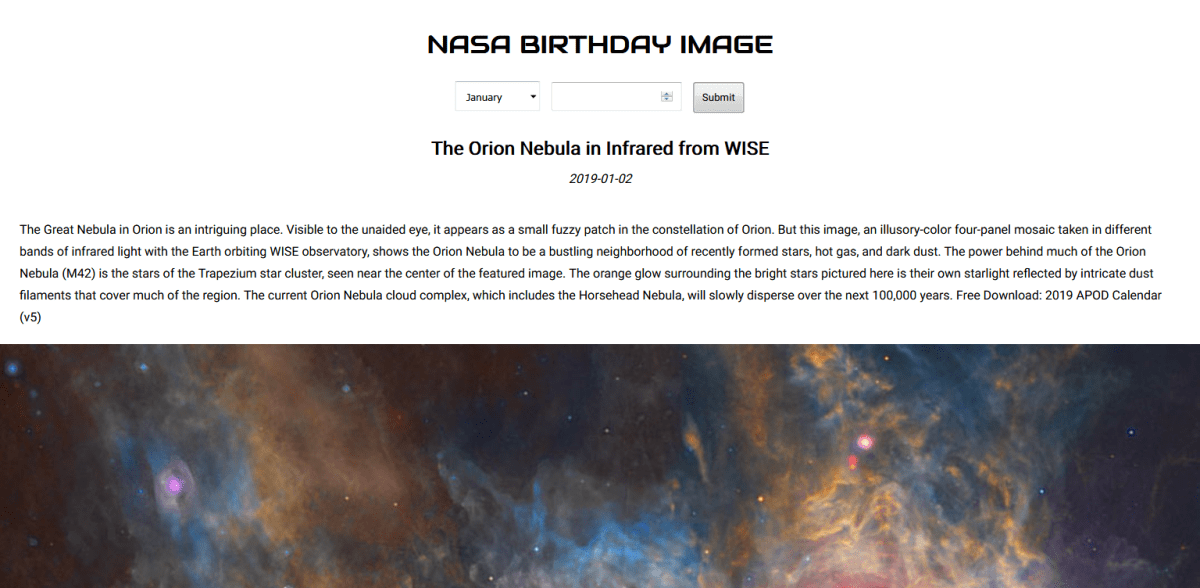 NASA BIRTHDAY IMAGE
January
Submit
The Orion Nebula in Infrared from WISE
2019-01-02
The Great Nebula in Orion is an intriguing place. Visible to the unaided eye, it appears as a small fuzzy patch in the constellation of Orion. But this image, an illusory-color four-panel mosaic taken in different
bands of infrared light with the Earth orbiting WISE observatory, shows the Orion Nebula to be a bustling neighborhood of recently formed stars, hot gas, and dark dust. The power behind much of the Orion
Nebula (M42) is the stars of the Trapezium star cluster, seen near the center of the featured image. The orange glow surrounding the bright stars pictured here is their own starlight reflected by intricate dust
filaments that cover much of the region. The current Orion Nebula cloud complex, which includes the Horsehead Nebula, will slowly disperse over the next 100,000 years. Free Download: 2019 APOD Calendar
(v5)